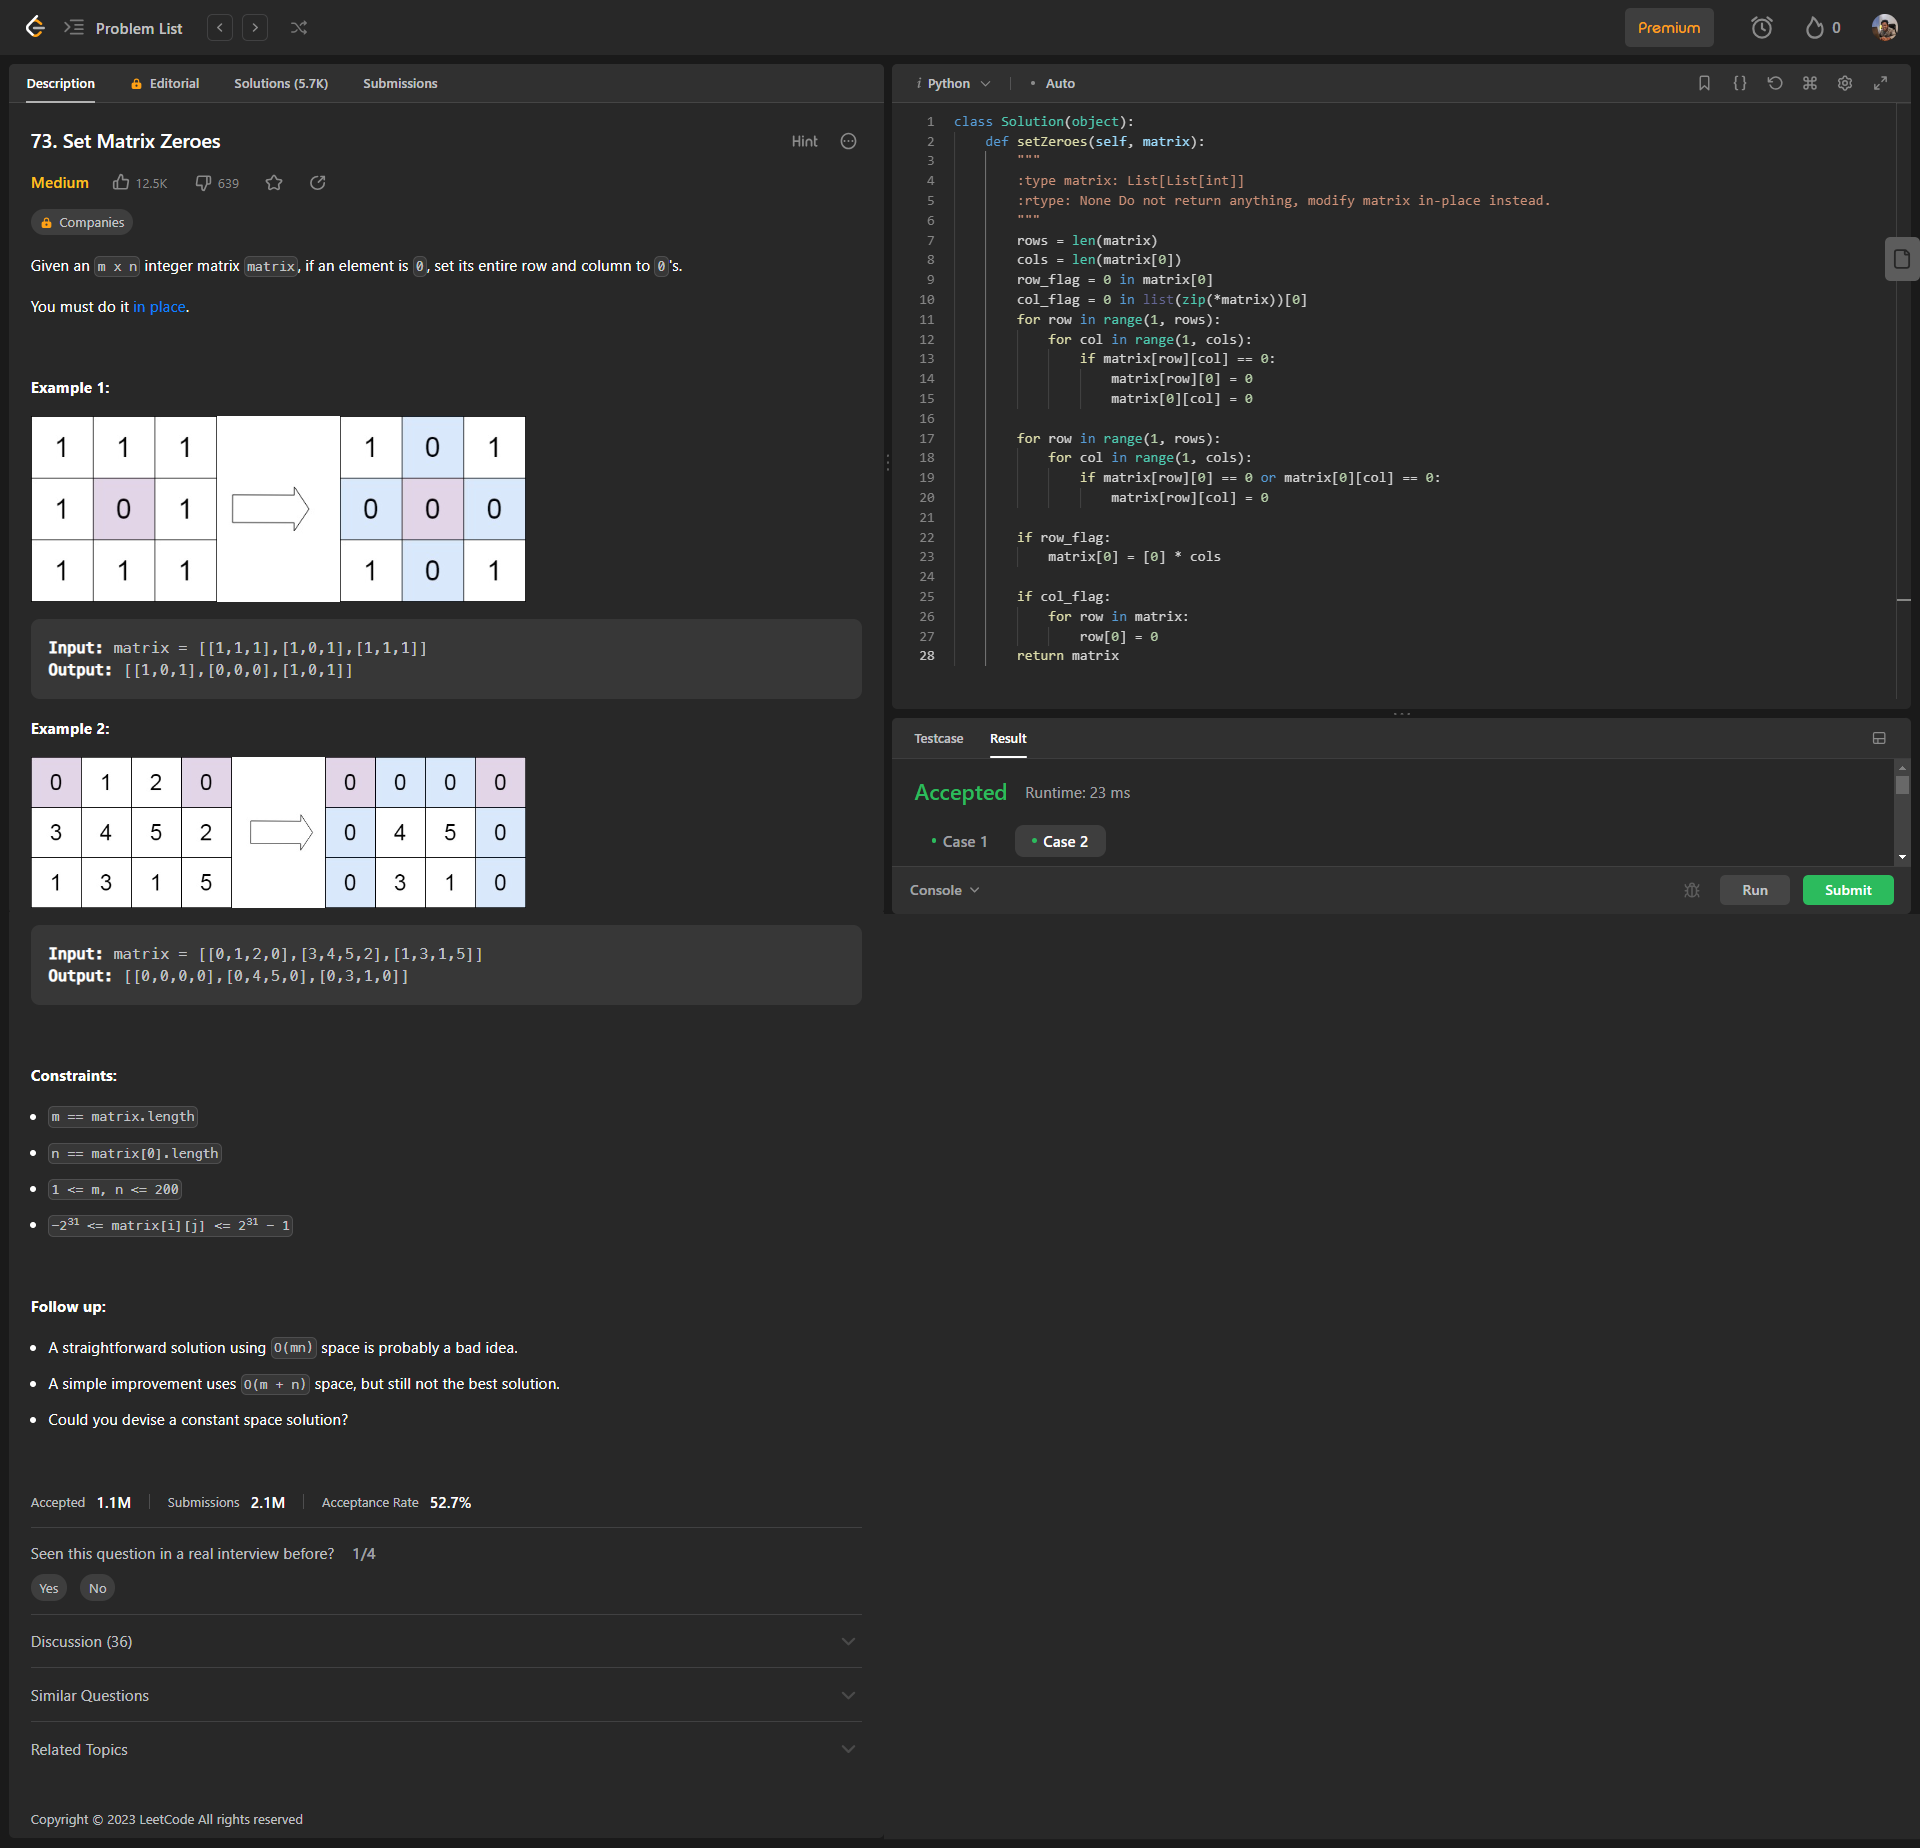 Problem List
Premium
0
Description
Editorial
Solutions (5.7K)
Submissions
73. Set Matrix Zeroes
Hint
Medium
12.5K
639
Companies
Given an m x n integer matrix matrix, if an element is 0, set its entire row and column to 0's.
You must do it in place.
Example 1:
1 1 1 1 0 1
1 0 1 0 0 0
1 1 1 1 0 1
Input: matrix = [[1,1,1],[1,0,1],[1,1,1]]
Output: [[1,0,1],[0,0,0],[1,0,1]]
Example 2:
0 1 2 0 0 0 0 0
3 4 5 2 0 4 5 0
1 3 1 5 0 3 1 0
Input: matrix = [[0,1,2,0],[3,4,5,2],[1,3,1,5]]
Output: [[0,0,0,0],[0,4,5,0],[0,3,1,0]]
Constraints:
• m == matrix.length
• n == matrix[0].length
• 1 <= m, n <= 200
• -2³¹ <= matrix[i][j] <= 2³¹ - 1
Follow up:
• A straightforward solution using O(mn) space is probably a bad idea.
• A simple improvement uses O(m + n) space, but still not the best solution.
• Could you devise a constant space solution?
Accepted 1.1M
Submissions 2.1M
Acceptance Rate 52.7%
Seen this question in a real interview before? 1/4
Yes
No
Discussion (36)
Similar Questions
Related Topics
Copyright © 2023 LeetCode All rights reserved
i Python
• Auto
1 class Solution(object):
2 def setZeroes(self, matrix):
3 """
4 :type matrix: List[List[int]]
5 :rtype: None Do not return anything, modify matrix in-place instead.
6 """
7 rows = len(matrix)
8 cols = len(matrix[0])
9 row_flag = 0 in matrix[0]
10 col_flag = 0 in list(zip(*matrix))[0]
11 for row in range(1, rows):
12 for col in range(1, cols):
13 if matrix[row][col] == 0:
14 matrix[row][0] = 0
15 matrix[0][col] = 0
16
17 for row in range(1, rows):
18 for col in range(1, cols):
19 if matrix[row][0] == 0 or matrix[0][col] == 0:
20 matrix[row][col] = 0
21
22 if row_flag:
23 matrix[0] = [0] * cols
24
25 if col_flag:
26 for row in matrix:
27 row[0] = 0
28 return matrix
Testcase
Result
Accepted
Runtime: 23 ms
• Case 1
• Case 2
Console
Run
Submit